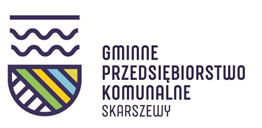 GMINNE
PRZEDSIĘBIORSTWO
KOMUNALNE
SKARSZEWY